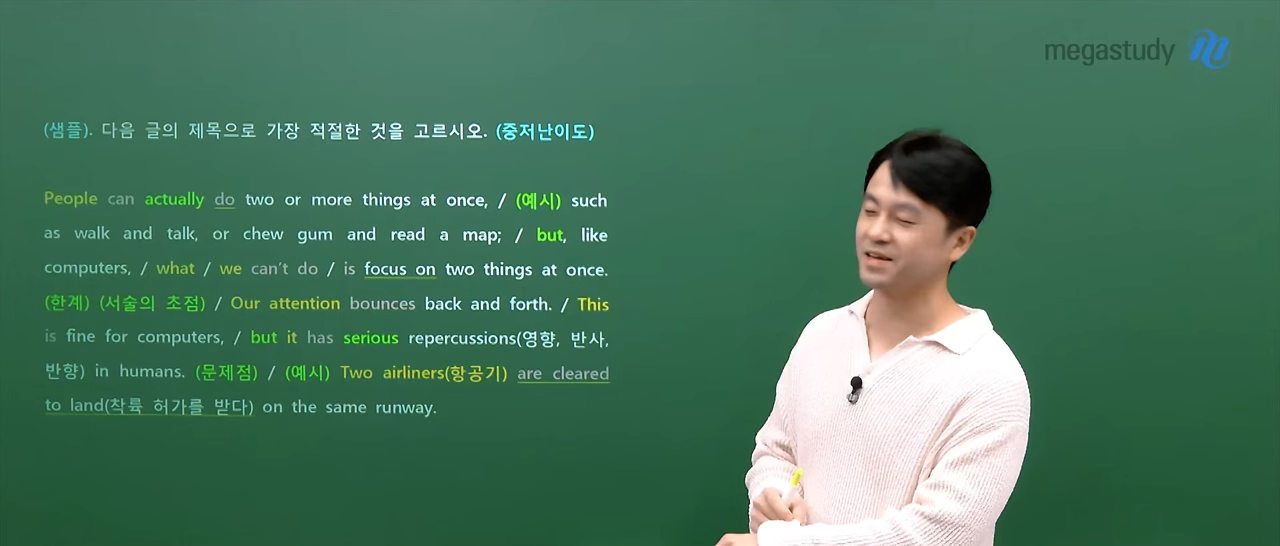 megastudy
(샘플). 다음 글의 제목으로 가장 적절한 것을 고르시오. (중저난이도)
People can actually do two or more things at once, / (예시) such
as walk and talk, or chew gum and read a map; / but, like
computers, / what / we can't do / is focus on two things at once.
(한계) (서술의 초점) / Our attention bounces back and forth. / This
is fine for computers, / but it has serious repercussions(영향, 반사,
반향) in humans. (문제점) / (예시) Two airliners(항공기) are cleared
to land(착륙 허가를 받다) on the same runway.